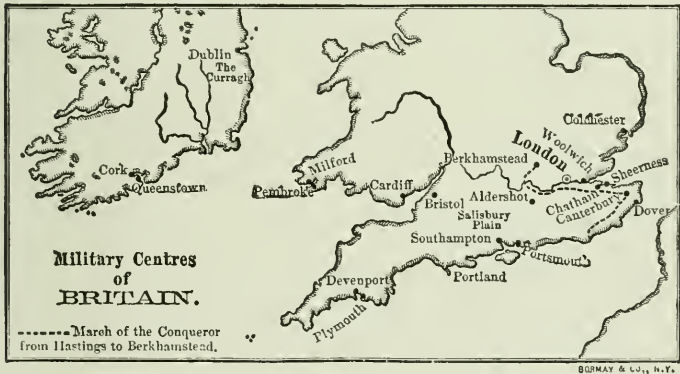 Dublin
The
Curragh
Colchester
Woolwich
London
Berkhamstead
Sheerness
Milford
Cork
Queenstown
Pembroke
Cardiff
Bristol
Aldershot
Chatham
Canterbury
Dover
Salisbury
Plain
Southampton
Portsmouth
Devenport
Portland
Plymouth
Military Centres
of
BRITAIN.
March of the Conqueror
from Hastings to Berkhamstead.
BORMAY & CO., N.Y.